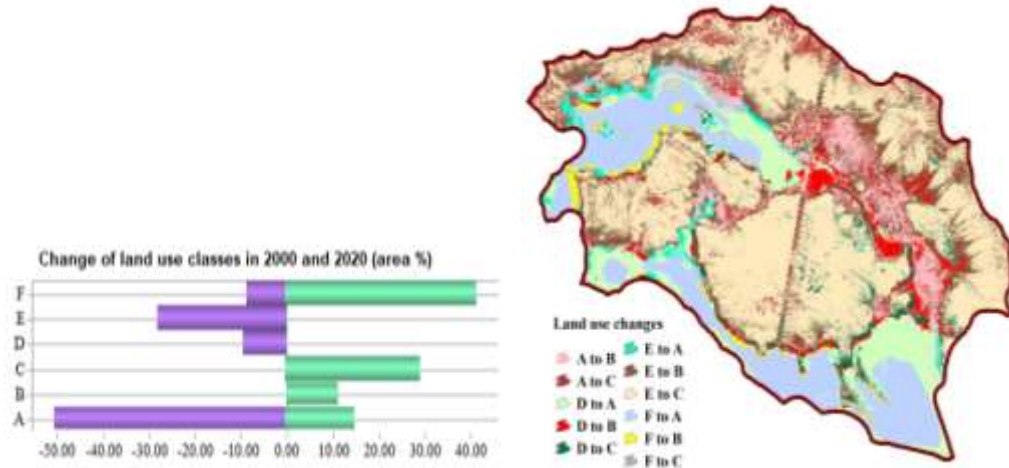 Change of land use classes in 2000 and 2020 (area %)
F
E
D
C
B
A
-50.00 -40.00 -30.00 -20.00 -10.00 0.00 10.00 20.00 30.00 40.00
Land use changes
A to B
A to C
D to A
D to B
D to C
E to A
E to B
E to C
F to A
F to B
F to C